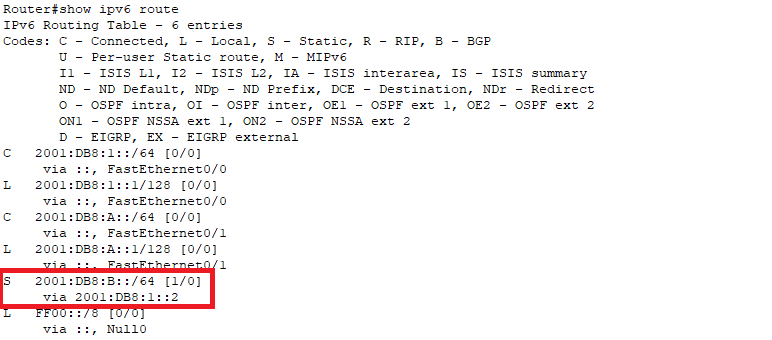 Router#show ipv6 route
IPv6 Routing Table - 6 entries
Codes: C - Connected, L - Local, S - Static, R - RIP, B - BGP
U - Per-user Static route, M - MIPv6
I1 - ISIS L1, I2 - ISIS L2, IA - ISIS interarea, IS - ISIS summary
ND - ND Default, NDp - ND Prefix, DCE - Destination, NDr - Redirect
O - OSPF intra, OI - OSPF inter, OE1 - OSPF ext 1, OE2 - OSPF ext 2
ON1 - OSPF NSSA ext 1, ON2 - OSPF NSSA ext 2
D - EIGRP, EX - EIGRP external
C 2001:DB8:1::/64 [0/0]
via ::, FastEthernet0/0
L 2001:DB8:1::1/128 [0/0]
via ::, FastEthernet0/0
C 2001:DB8:A::/64 [0/0]
via ::, FastEthernet0/1
L 2001:DB8:A::1/128 [0/0]
via ::, FastEthernet0/1
S 2001:DB8:B::/64 [1/0]
via 2001:DB8:1::2
L FF00::/8 [0/0]
via ::, Null0